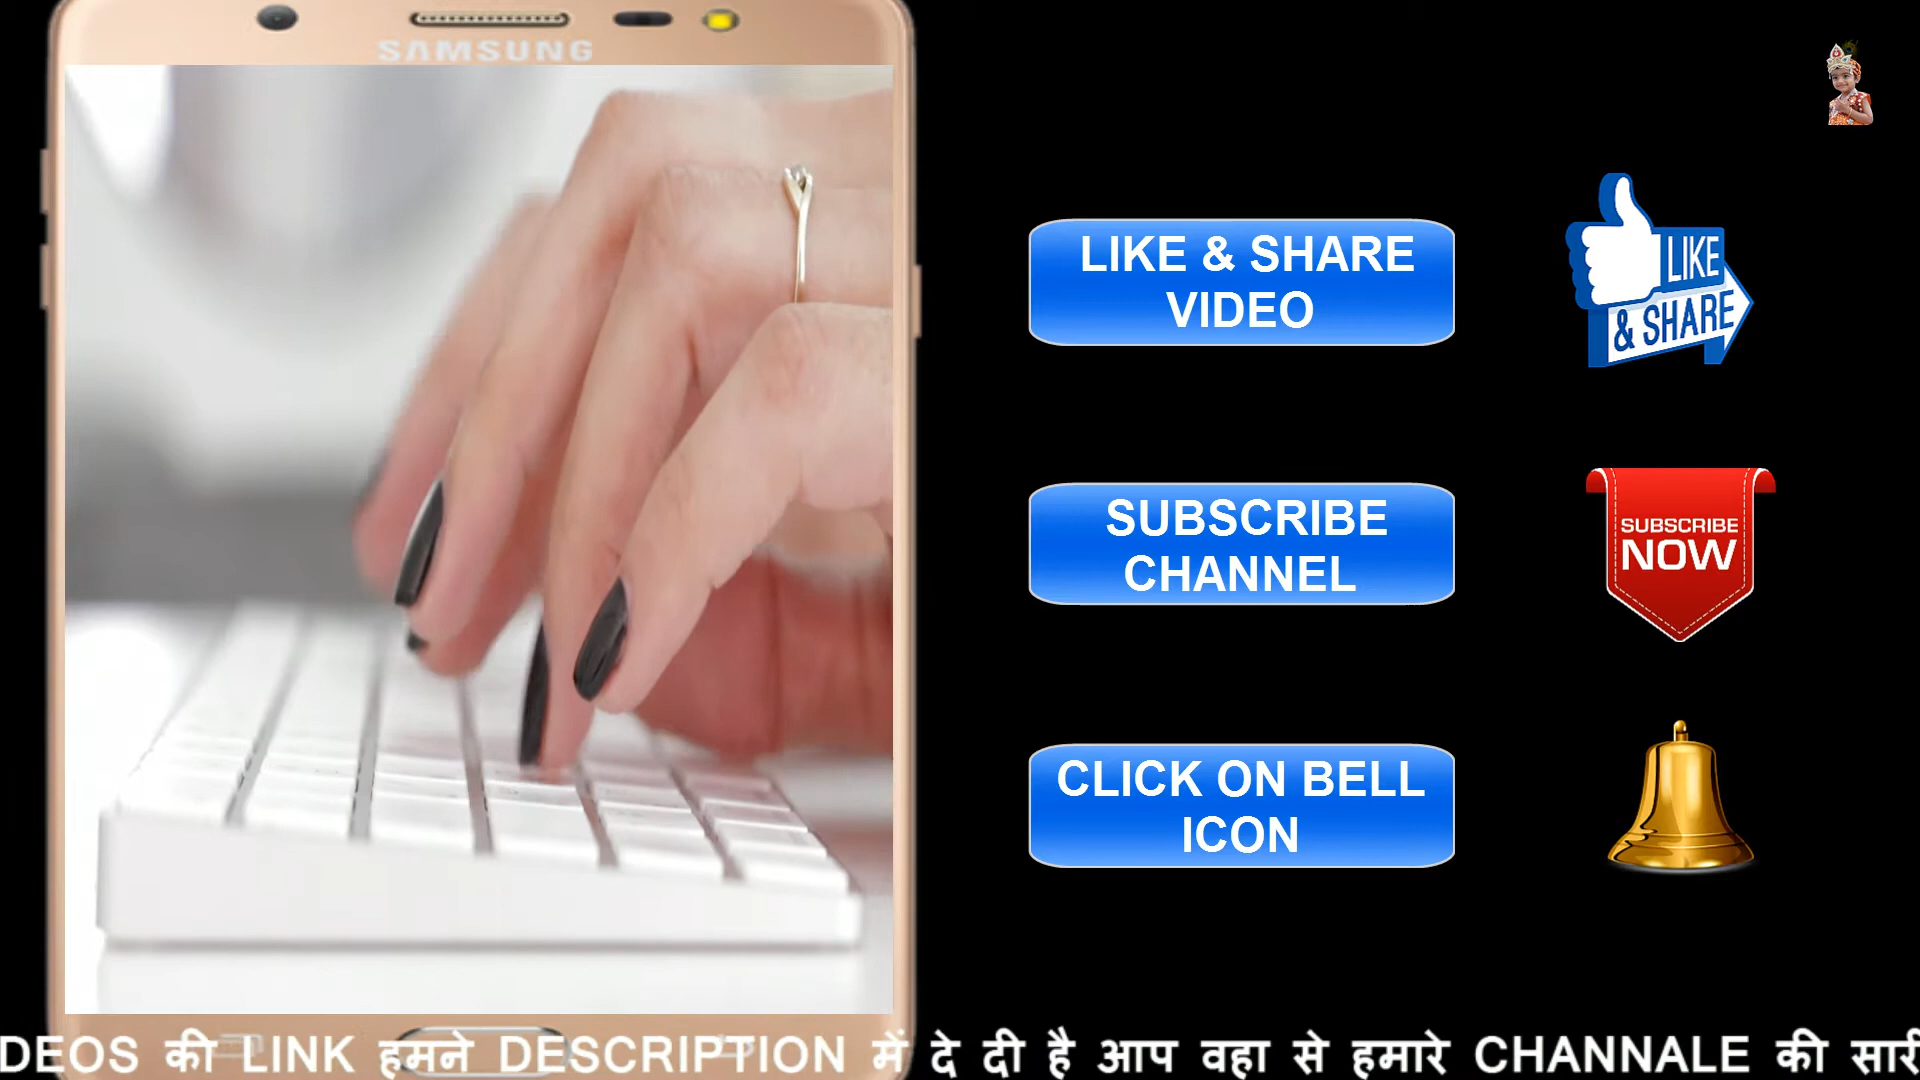 SAMSUNG
LIKE & SHARE
VIDEO
LIKE
& SHARE
SUBSCRIBE
CHANNEL
SUBSCRIBE
NOW
CLICK ON BELL
ICON
DEOS की LINK हमने DESCRIPTION में दे दी है आप वहा से हमारे CHANNALE की सारी